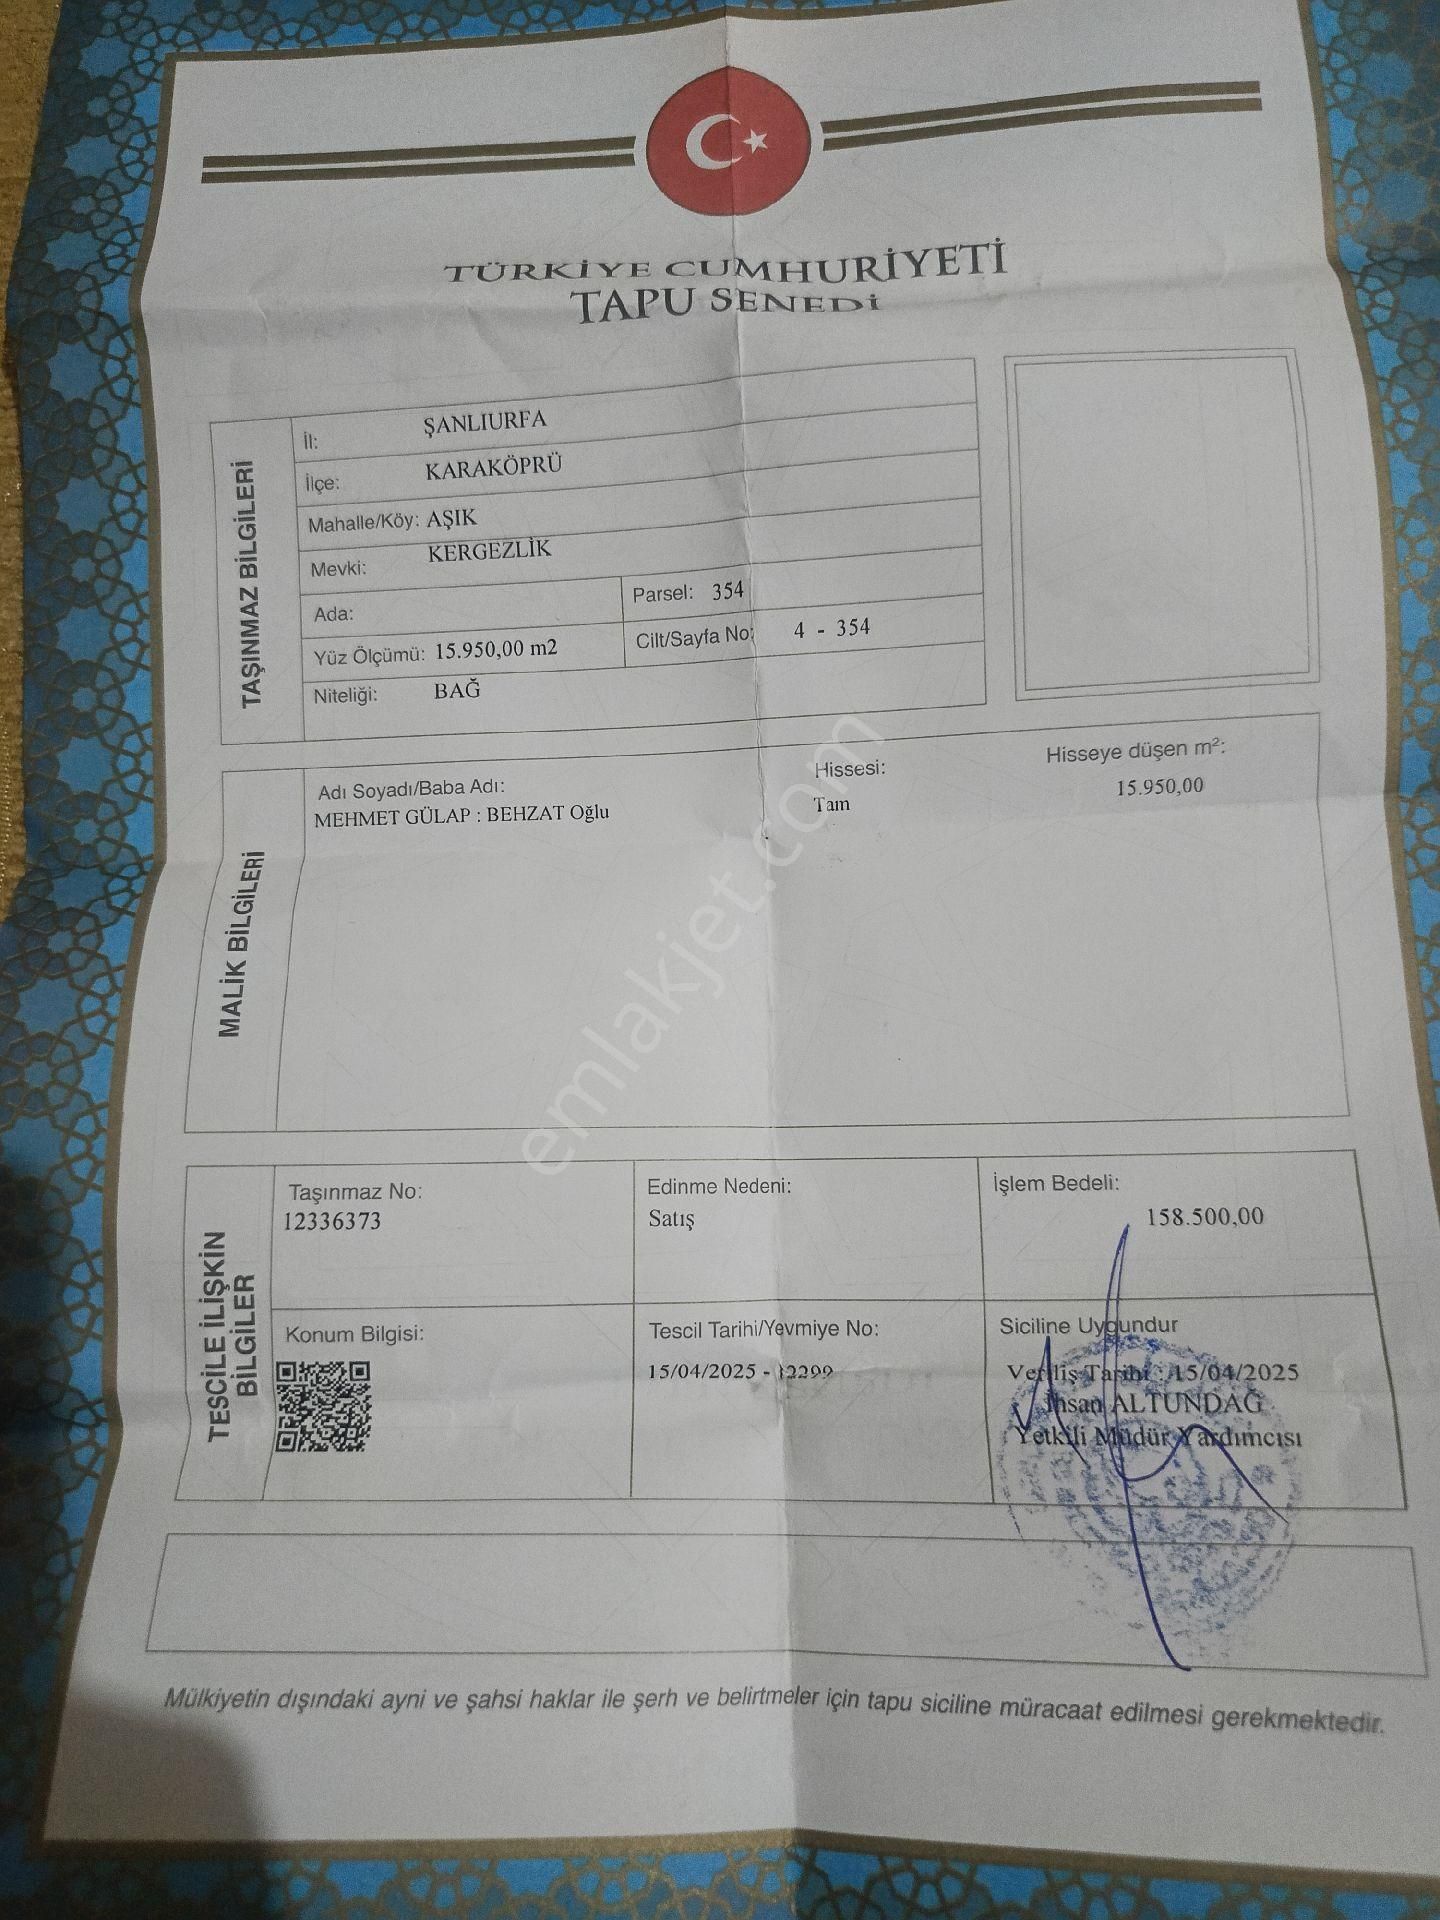 TÜRKİYE CUMHURİYETİ
TAPU SENEDİ
TAŞINMAZ BİLGİLERİ
İl: ŞANLIURFA
İlçe: KARAKÖPRÜ
Mahalle/Köy: AŞIK
Mevki: KERGEZLİK
Ada:
Parsel: 354
Yüz Ölçümü: 15.950,00 m2
Cilt/Sayfa No: 4 - 354
Niteliği: BAĞ
MALİK BİLGİLERİ
Adı Soyadı/Baba Adı: Hissesi: Hisseye düşen m²:
MEHMET GÜLAP : BEHZAT Oğlu Tam 15.950,00
emlakjet.com
TESCİLE İLİŞKİN
BİLGİLER
Taşınmaz No:
12336373
Edinme Nedeni:
Satış
İşlem Bedeli:
158.500,00
Konum Bilgisi:
Tescil Tarihi/Yevmiye No:
15/04/2025 - 12299
Siciline Uygundur
Veriliş Tarihi : 15/04/2025
İhsan ALTUNDAĞ
Yetkili Müdür Yardımcısı
Mülkiyetin dışındaki ayni ve şahsi haklar ile şerh ve belirtmeler için tapu siciline müracaat edilmesi gerekmektedir.